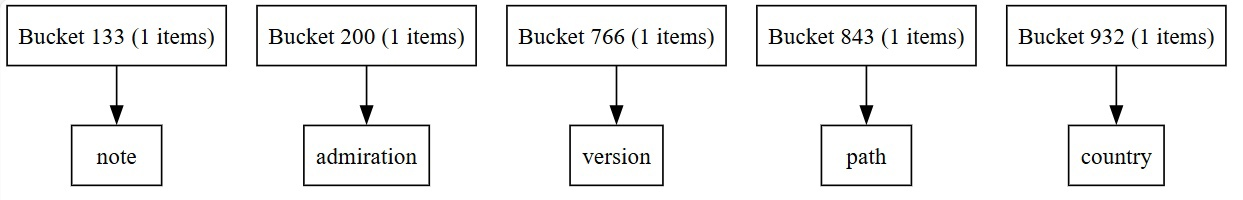 Bucket 133 (1 items)
Bucket 200 (1 items)
Bucket 766 (1 items)
Bucket 843 (1 items)
Bucket 932 (1 items)
note
admiration
version
path
country